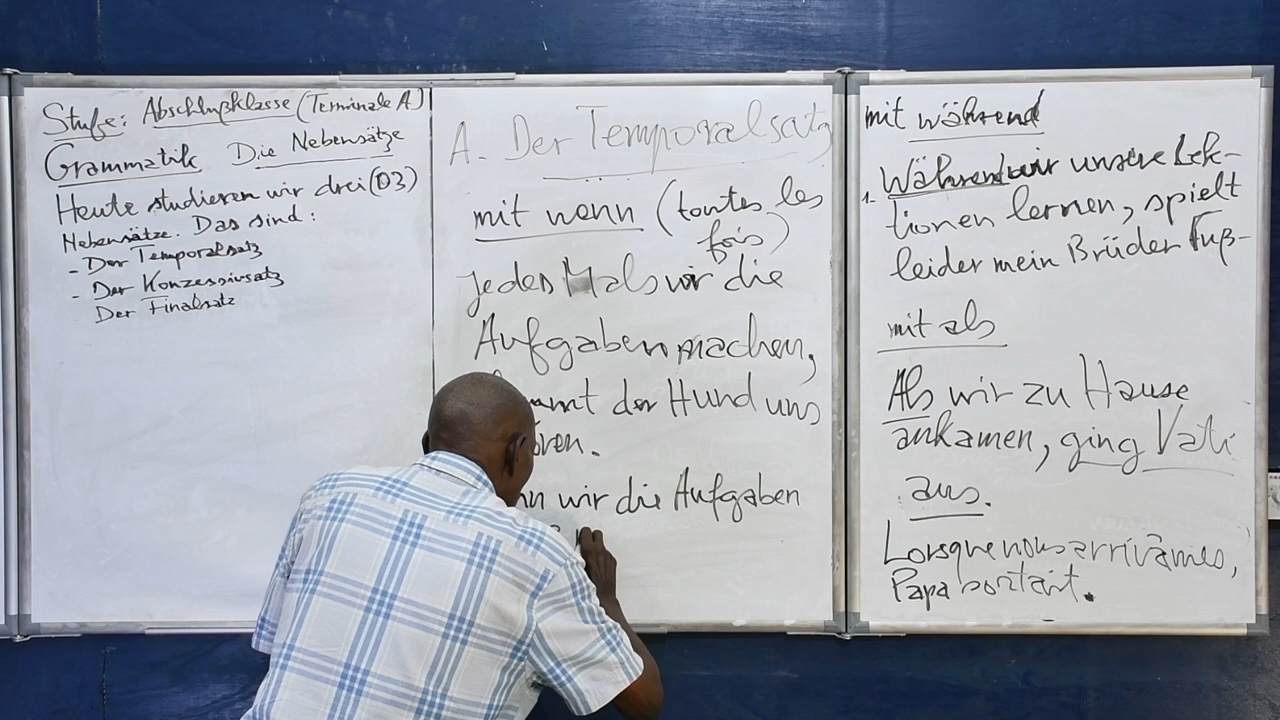 Stufe: Abschlußklasse (Terminale A)
Grammatik Die Nebensätze
Heute studieren wir drei (03)
Nebensätze. Das sind:
- Der Temporalsatz
- Der Konzessivsatz
Der Finalsatz
A. Der Temporalsatz
mit wenn (toutes les
fois)
Jedes Mals wir die
Aufgaben machen,
der Hund uns
wir die Aufgaben
mit während
1. Während wir unsere Lek-
tionen lernen, spielt
leider mein Brüder Fuß-
mit als
Als wir zu Hause
ankamen, ging Vati
aus.
Lorsque nous arrivâmes,
Papa sortait.